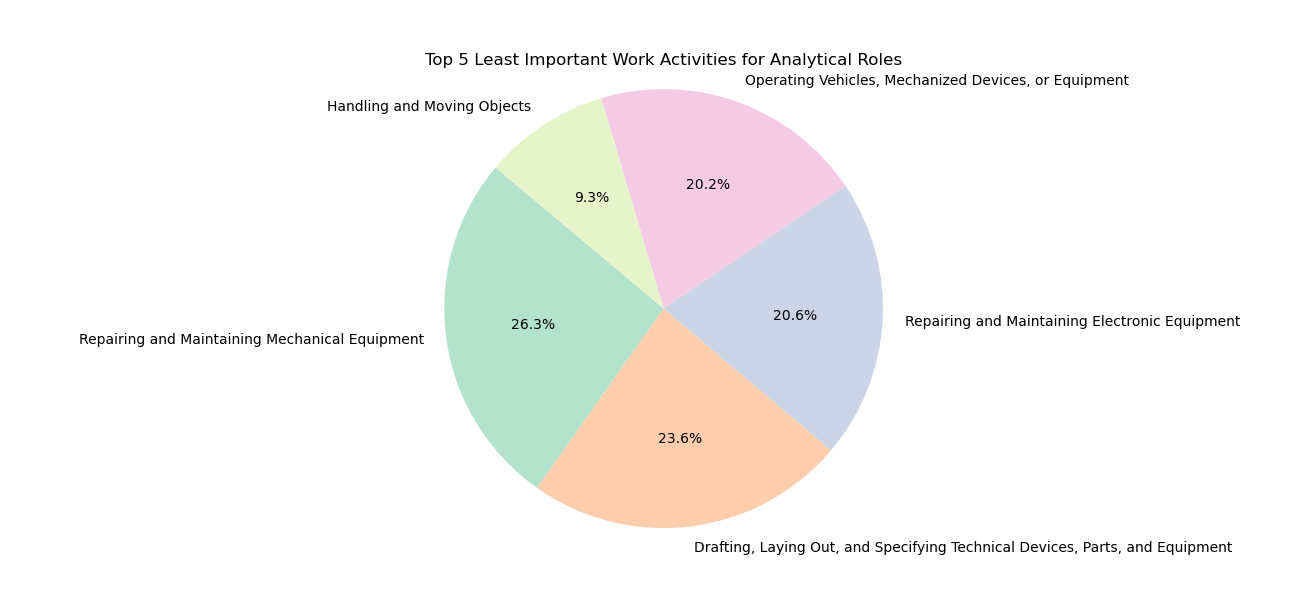 Top 5 Least Important Work Activities for Analytical Roles
Operating Vehicles, Mechanized Devices, or Equipment
Handling and Moving Objects
20.2%
9.3%
20.6%
Repairing and Maintaining Electronic Equipment
26.3%
Repairing and Maintaining Mechanical Equipment
23.6%
Drafting, Laying Out, and Specifying Technical Devices, Parts, and Equipment